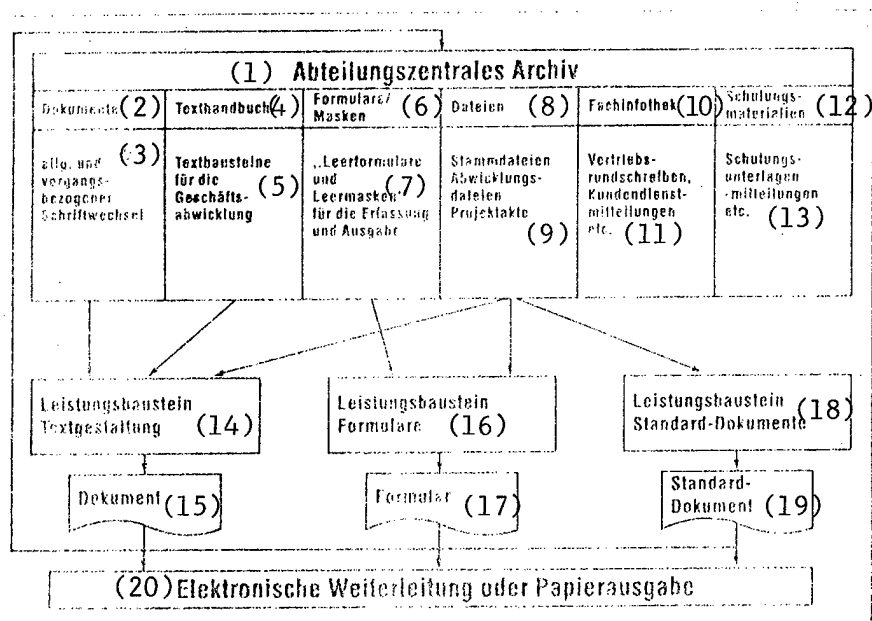 (1) Abteilungszentrales Archiv
Dokumente (2)
Texthandbuch (4)
Formulare/ Masken (6)
Dateien (8)
Fachinfothek (10)
Schulungs-materialien (12)
allg. und (3)
vorgangs-
bezogener
Schriftwechsel
Textbausteine
für die
Geschäfts- (5)
abwicklung
„Leerformulare
und
Leermasken" (7)
für die Erfassung
und Ausgabe
Stammdateien
Abwicklungs-
dateien
Projektakte
(9)
Vertriebs-
rundschreiben,
Kundendienst-
mitteilungen
etc. (11)
Schulungs-
unterlagen
-mitteilungen
etc. (13)
Leistungsbaustein
Textgestaltung (14)
Leistungsbaustein
Formulare (16)
Leistungsbaustein
Standard-Dokumente (18)
Dokument (15)
Formular (17)
Standard-
Dokument (19)
(20) Elektronische Weiterleitung oder Papierausgabe